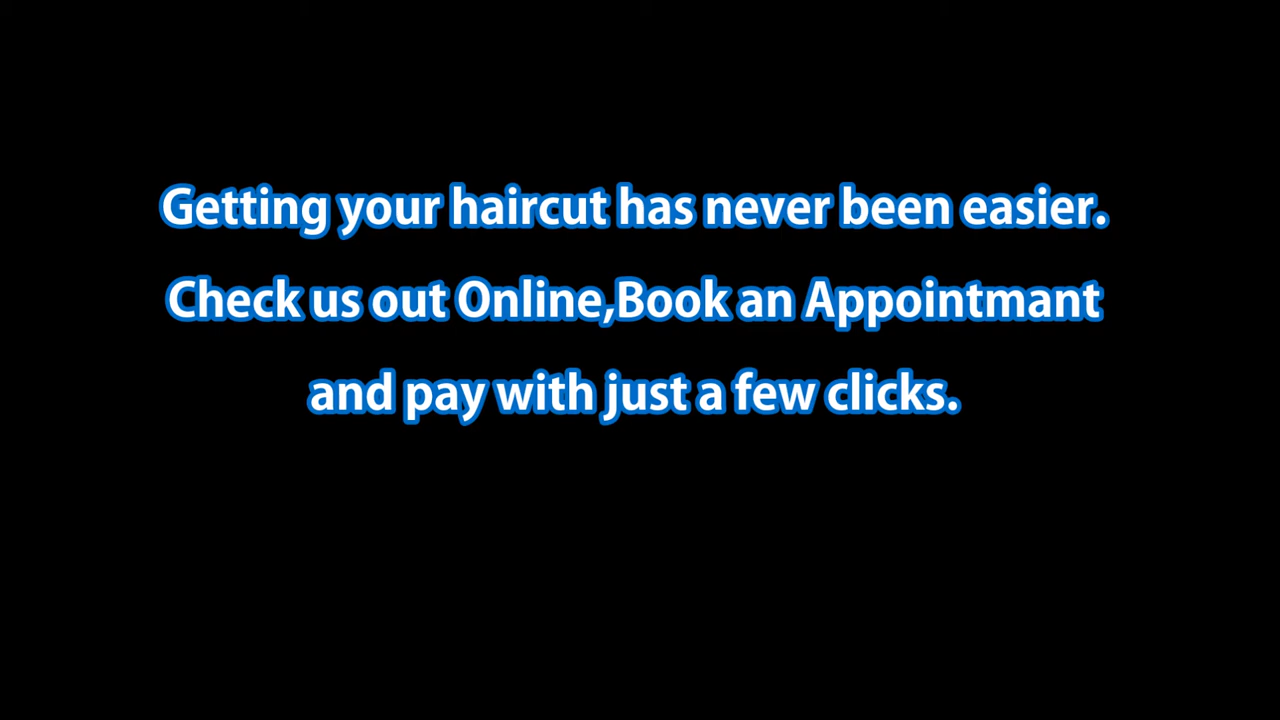 Getting your haircut has never been easier.
Check us out Online,Book an Appointmant
and pay with just a few clicks.